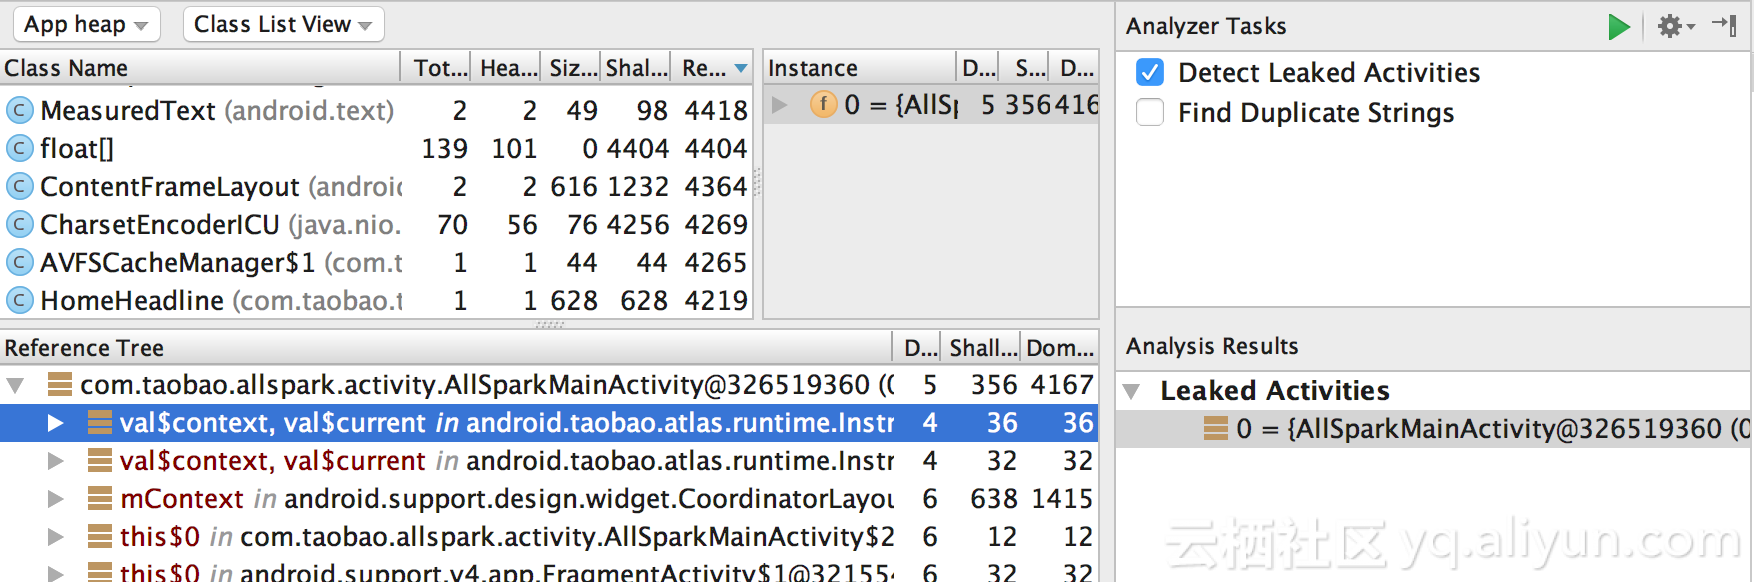 App heap Class List View
Class Name Tot... Hea... Siz... Shal... Re...
C MeasuredText (android.text) 2 2 49 98 4418
C float[] 139 101 0 4404 4404
C ContentFrameLayout (androi 2 2 616 1232 4364
C CharsetEncoderICU (java.nio. 70 56 76 4256 4269
C AVFSCacheManager$1 (com.t 1 1 44 44 4265
C HomeHeadline (com.taobao.t 1 1 628 628 4219
Instance D... S... D...
f 0 = {AllSp 5 356 416
Reference Tree D... Shall... Dom...
com.taobao.allspark.activity.AllSparkMainActivity@326519360 (0 5 356 4167
val$context, val$current in android.taobao.atlas.runtime.Instr 4 36 36
val$context, val$current in android.taobao.atlas.runtime.Instr 4 32 32
mContext in android.support.design.widget.CoordinatorLayou 6 638 1415
this$0 in com.taobao.allspark.activity.AllSparkMainActivity$2 6 12 12
this$0 in android.support.v4.app.FragmentActivity$1@321554 6 32 32
Analyzer Tasks
Detect Leaked Activities
Find Duplicate Strings
Analysis Results
Leaked Activities
0 = {AllSparkMainActivity@326519360 (0
云栖社区 yq.aliyun.com